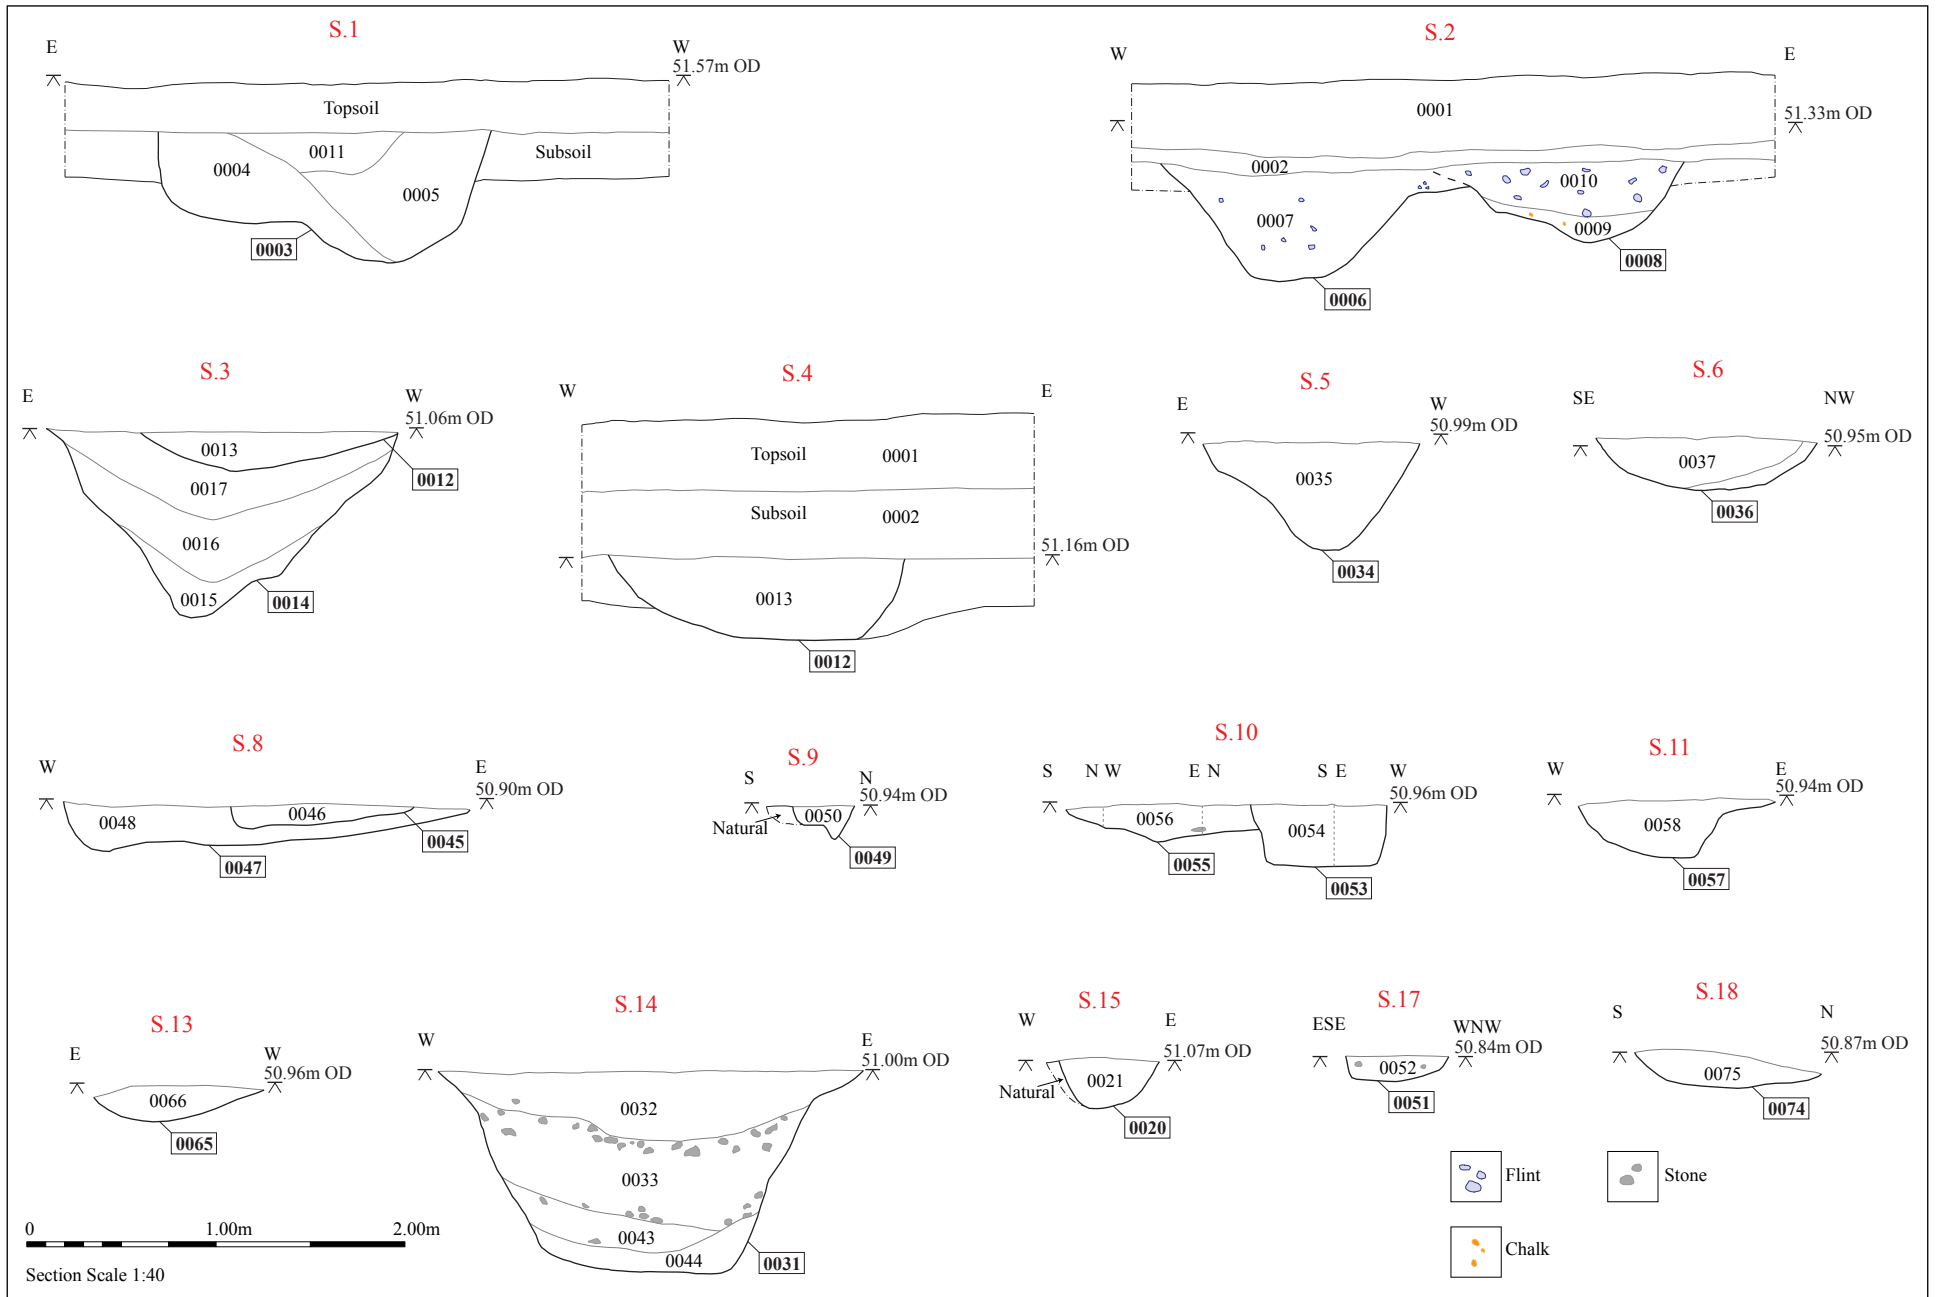 S.1
E
W
51.57m OD
Topsoil
0011
0004
Subsoil
0005
0003
S.2
W
E
0001
51.33m OD
0002
0010
0007
0009
0008
0006
S.3
E
W
51.06m OD
0013
0012
0017
0016
0015
0014
S.4
W
E
Topsoil 0001
Subsoil 0002
51.16m OD
0013
0012
S.5
E
W
50.99m OD
0035
0034
S.6
SE
NW
50.95m OD
0037
0036
S.8
W
E
50.90m OD
0046
0048
0045
0047
S.9
S
N
50.94m OD
0050
Natural
0049
S.10
S N W E N S E W
50.96m OD
0056
0054
0055
0053
S.11
W
E
50.94m OD
0058
0057
S.13
E
W
50.96m OD
0066
0065
S.14
W
E
51.00m OD
0032
0033
0043
0044
0031
S.15
W
E
51.07m OD
0021
Natural
0020
S.17
ESE
WNW
50.84m OD
0052
0051
S.18
S
N
50.87m OD
0075
0074
Flint
Stone
Chalk
0 1.00m 2.00m
Section Scale 1:40